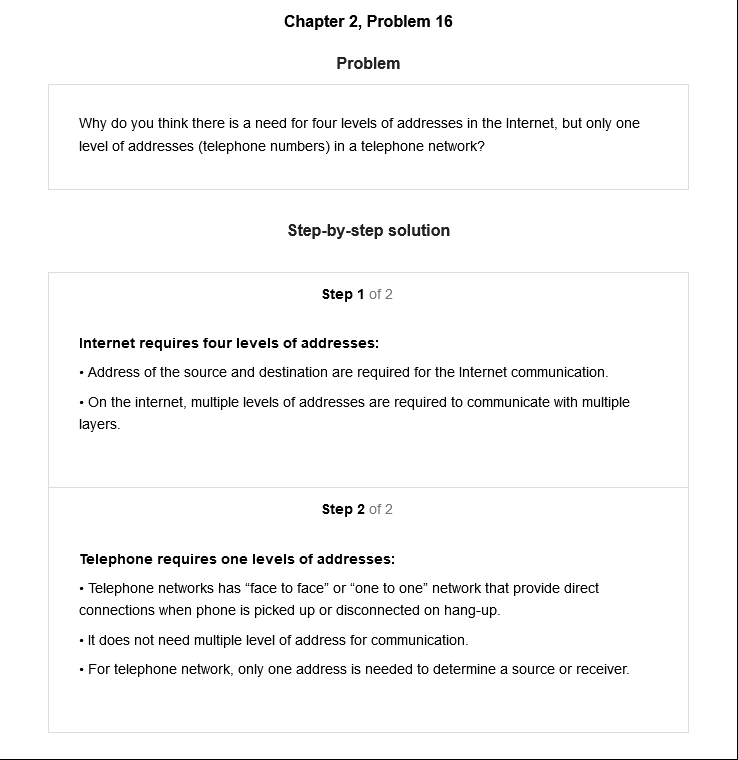 Chapter 2, Problem 16
Problem
Why do you think there is a need for four levels of addresses in the Internet, but only one
level of addresses (telephone numbers) in a telephone network?
Step-by-step solution
Step 1 of 2
Internet requires four levels of addresses:
• Address of the source and destination are required for the Internet communication.
• On the internet, multiple levels of addresses are required to communicate with multiple
layers.
Step 2 of 2
Telephone requires one levels of addresses:
• Telephone networks has “face to face” or “one to one” network that provide direct
connections when phone is picked up or disconnected on hang-up.
• It does not need multiple level of address for communication.
• For telephone network, only one address is needed to determine a source or receiver.